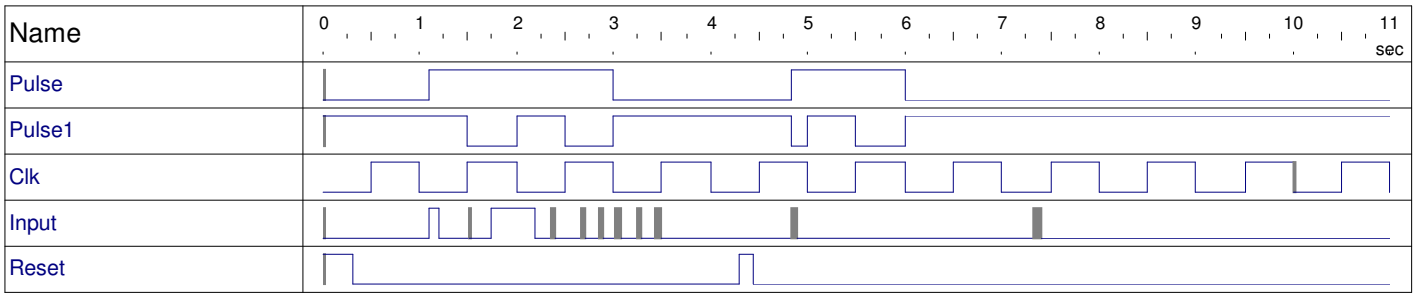 Name 0 1 2 3 4 5 6 7 8 9 10 11
sec
Pulse
Pulse1
Clk
Input
Reset